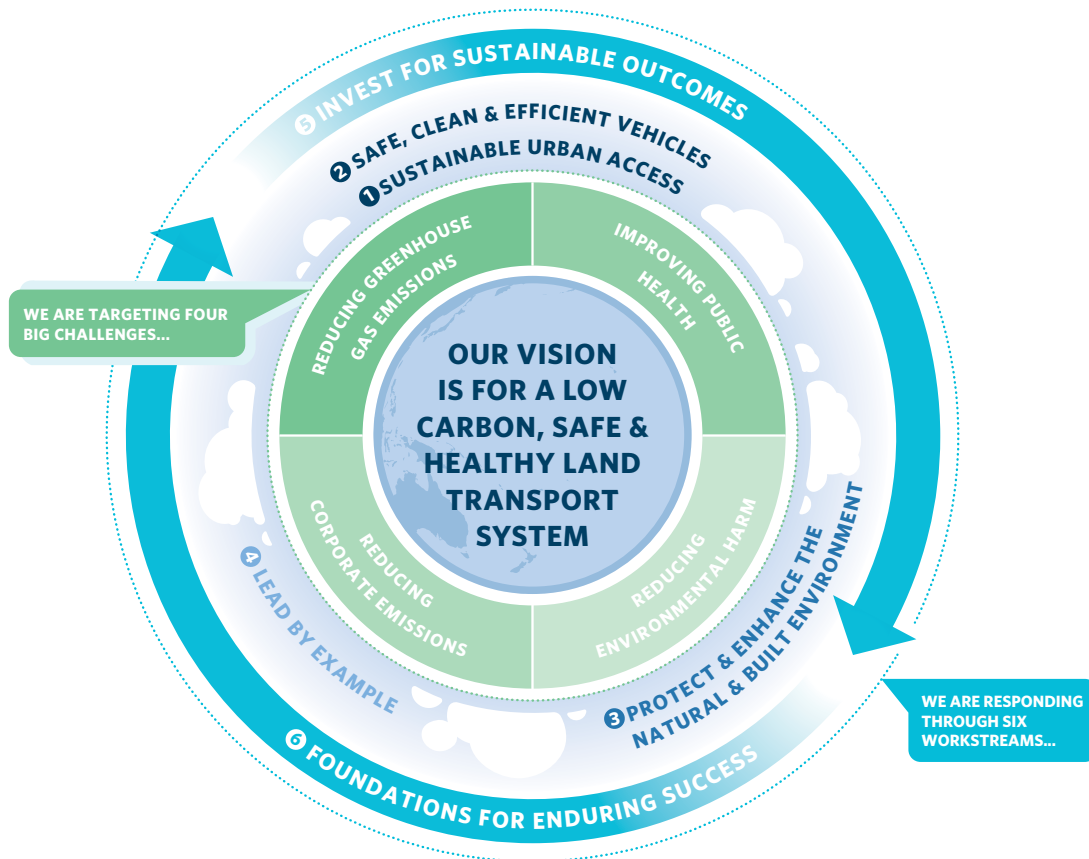 5 INVEST FOR SUSTAINABLE OUTCOMES
2 SAFE, CLEAN & EFFICIENT VEHICLES
1 SUSTAINABLE URBAN ACCESS
REDUCING GREENHOUSE
GAS EMISSIONS
IMPROVING PUBLIC
HEALTH
WE ARE TARGETING FOUR
BIG CHALLENGES...
OUR VISION
IS FOR A LOW
CARBON, SAFE &
HEALTHY LAND
TRANSPORT
SYSTEM
REDUCING
CORPORATE EMISSIONS
REDUCING
ENVIRONMENTAL HARM
4 LEAD BY EXAMPLE
3 PROTECT & ENHANCE THE
NATURAL & BUILT ENVIRONMENT
WE ARE RESPONDING
THROUGH SIX
WORKSTREAMS...
6 FOUNDATIONS FOR ENDURING SUCCESS